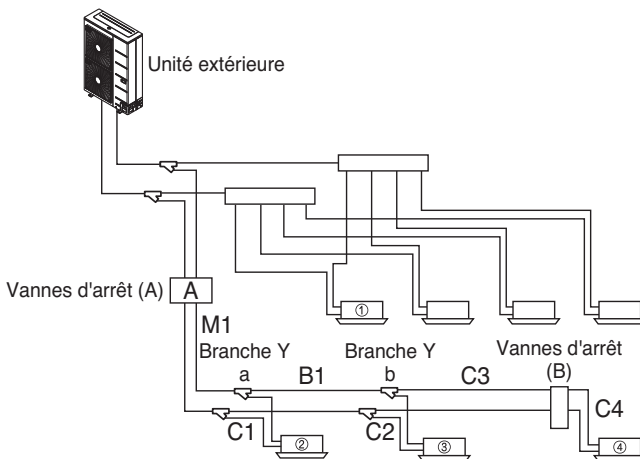 Unité extérieure
①
Vannes d'arrêt (A)
A
M1
Branche Y
a
B1
Branche Y
b
C3
Vannes d'arrêt
(B)
C4
C1
②
C2
③
④